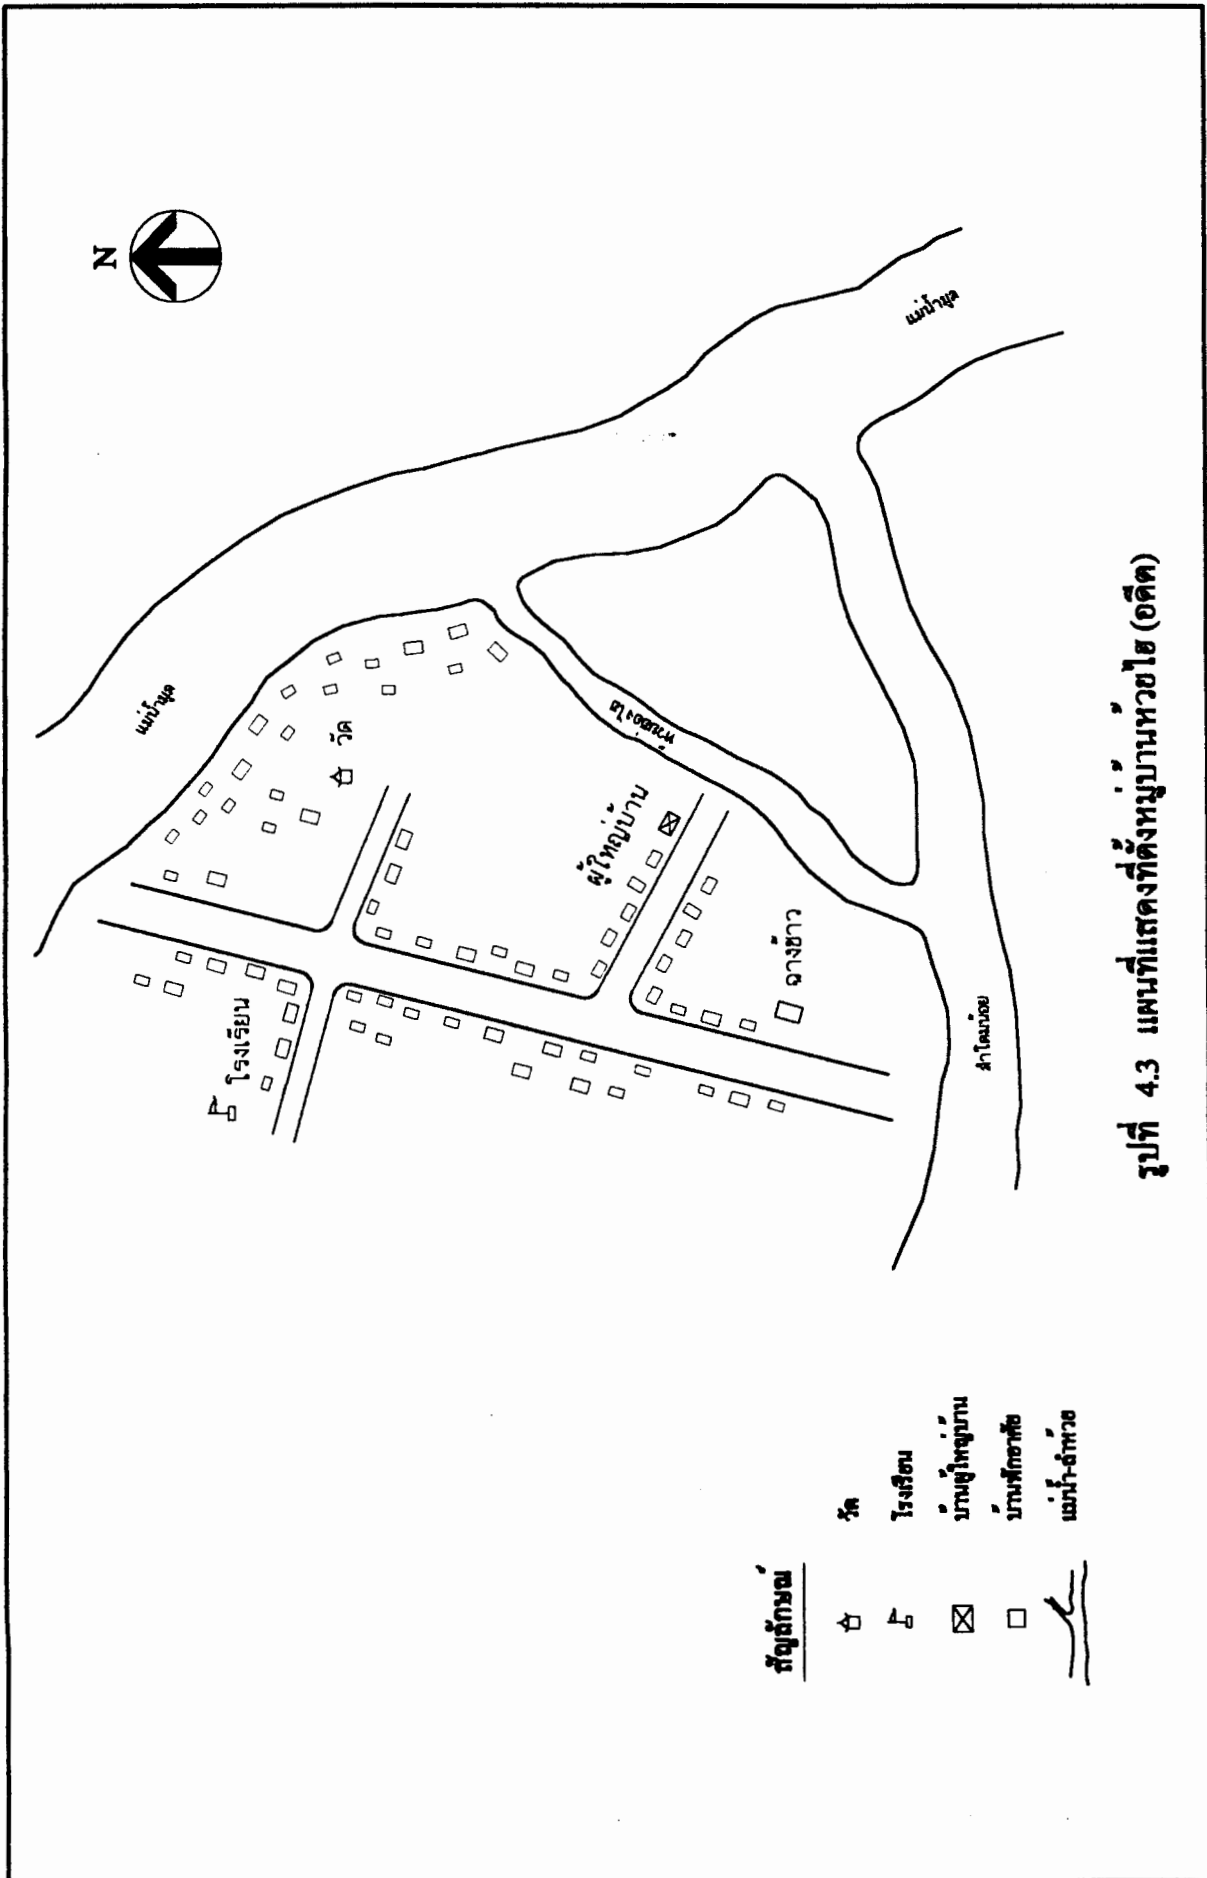 N
แม่น้ำมูล
แม่น้ำมูล
วัด
โรงเรียน
ผู้ใหญ่บ้าน
ฉางข้าว
ลำโดมน้อย
สัญลักษณ์
วัด
โรงเรียน
บ้านผู้ใหญ่บ้าน
บ้านพักอาศัย
แม่น้ำ-ลำห้วย
รูปที่ 4.3 แผนที่แสดงที่ตั้งหมู่บ้านห้วยไฮ (อดีต)